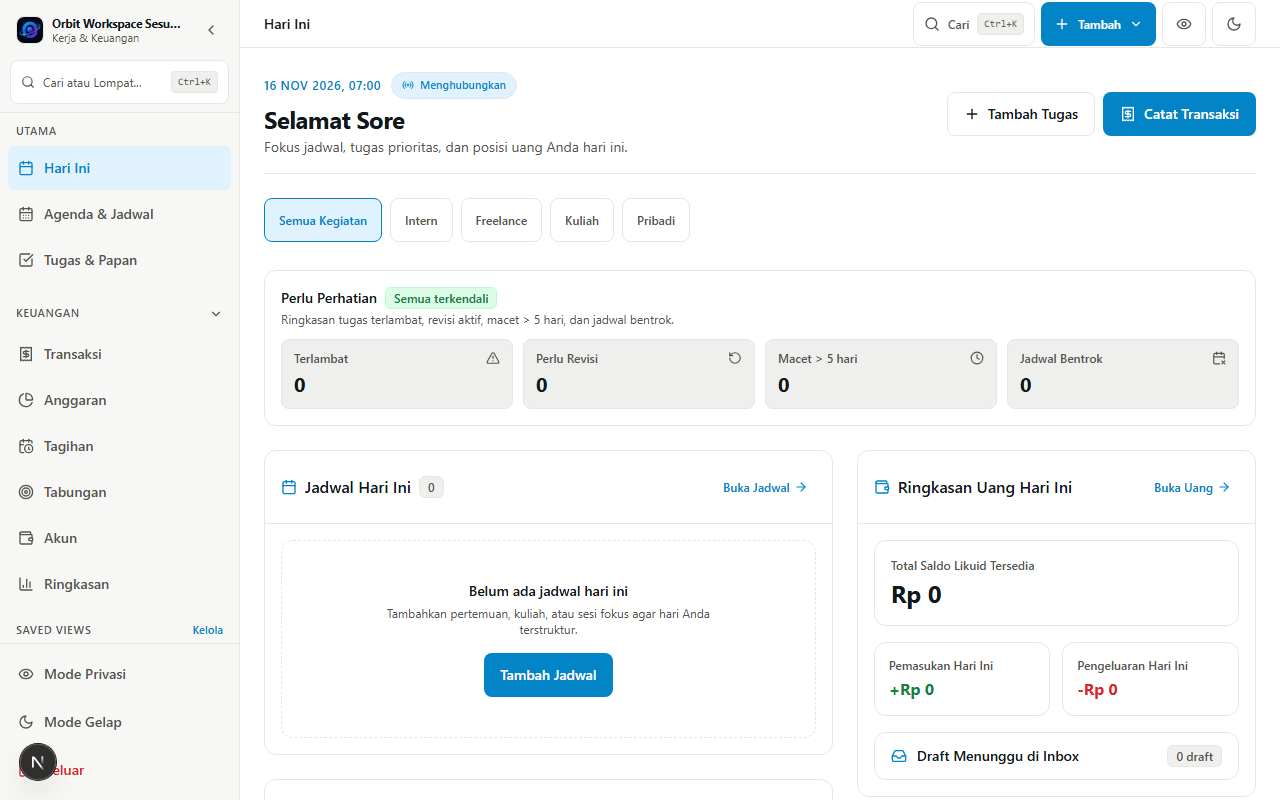 Orbit Workspace Sesu...
Kerja & Keuangan
Cari atau Lompat... Ctrl+K
UTAMA
Hari Ini
Agenda & Jadwal
Tugas & Papan
KEUANGAN
Transaksi
Anggaran
Tagihan
Tabungan
Akun
Ringkasan
SAVED VIEWS Kelola
Mode Privasi
Mode Gelap
N
Hari Ini
Cari Ctrl+K
Tambah
16 NOV 2026, 07:00 Menghubungkan
Selamat Sore
Fokus jadwal, tugas prioritas, dan posisi uang Anda hari ini.
Tambah Tugas
Catat Transaksi
Semua Kegiatan Intern Freelance Kuliah Pribadi
Perlu Perhatian Semua terkendali
Ringkasan tugas terlambat, revisi aktif, macet > 5 hari, dan jadwal bentrok.
Terlambat
0
Perlu Revisi
0
Macet > 5 hari
0
Jadwal Bentrok
0
Jadwal Hari Ini 0 Buka Jadwal
Belum ada jadwal hari ini
Tambahkan pertemuan, kuliah, atau sesi fokus agar hari Anda
terstruktur.
Tambah Jadwal
Ringkasan Uang Hari Ini Buka Uang
Total Saldo Likuid Tersedia
Rp 0
Pemasukan Hari Ini
+Rp 0
Pengeluaran Hari Ini
-Rp 0
Draft Menunggu di Inbox 0 draft